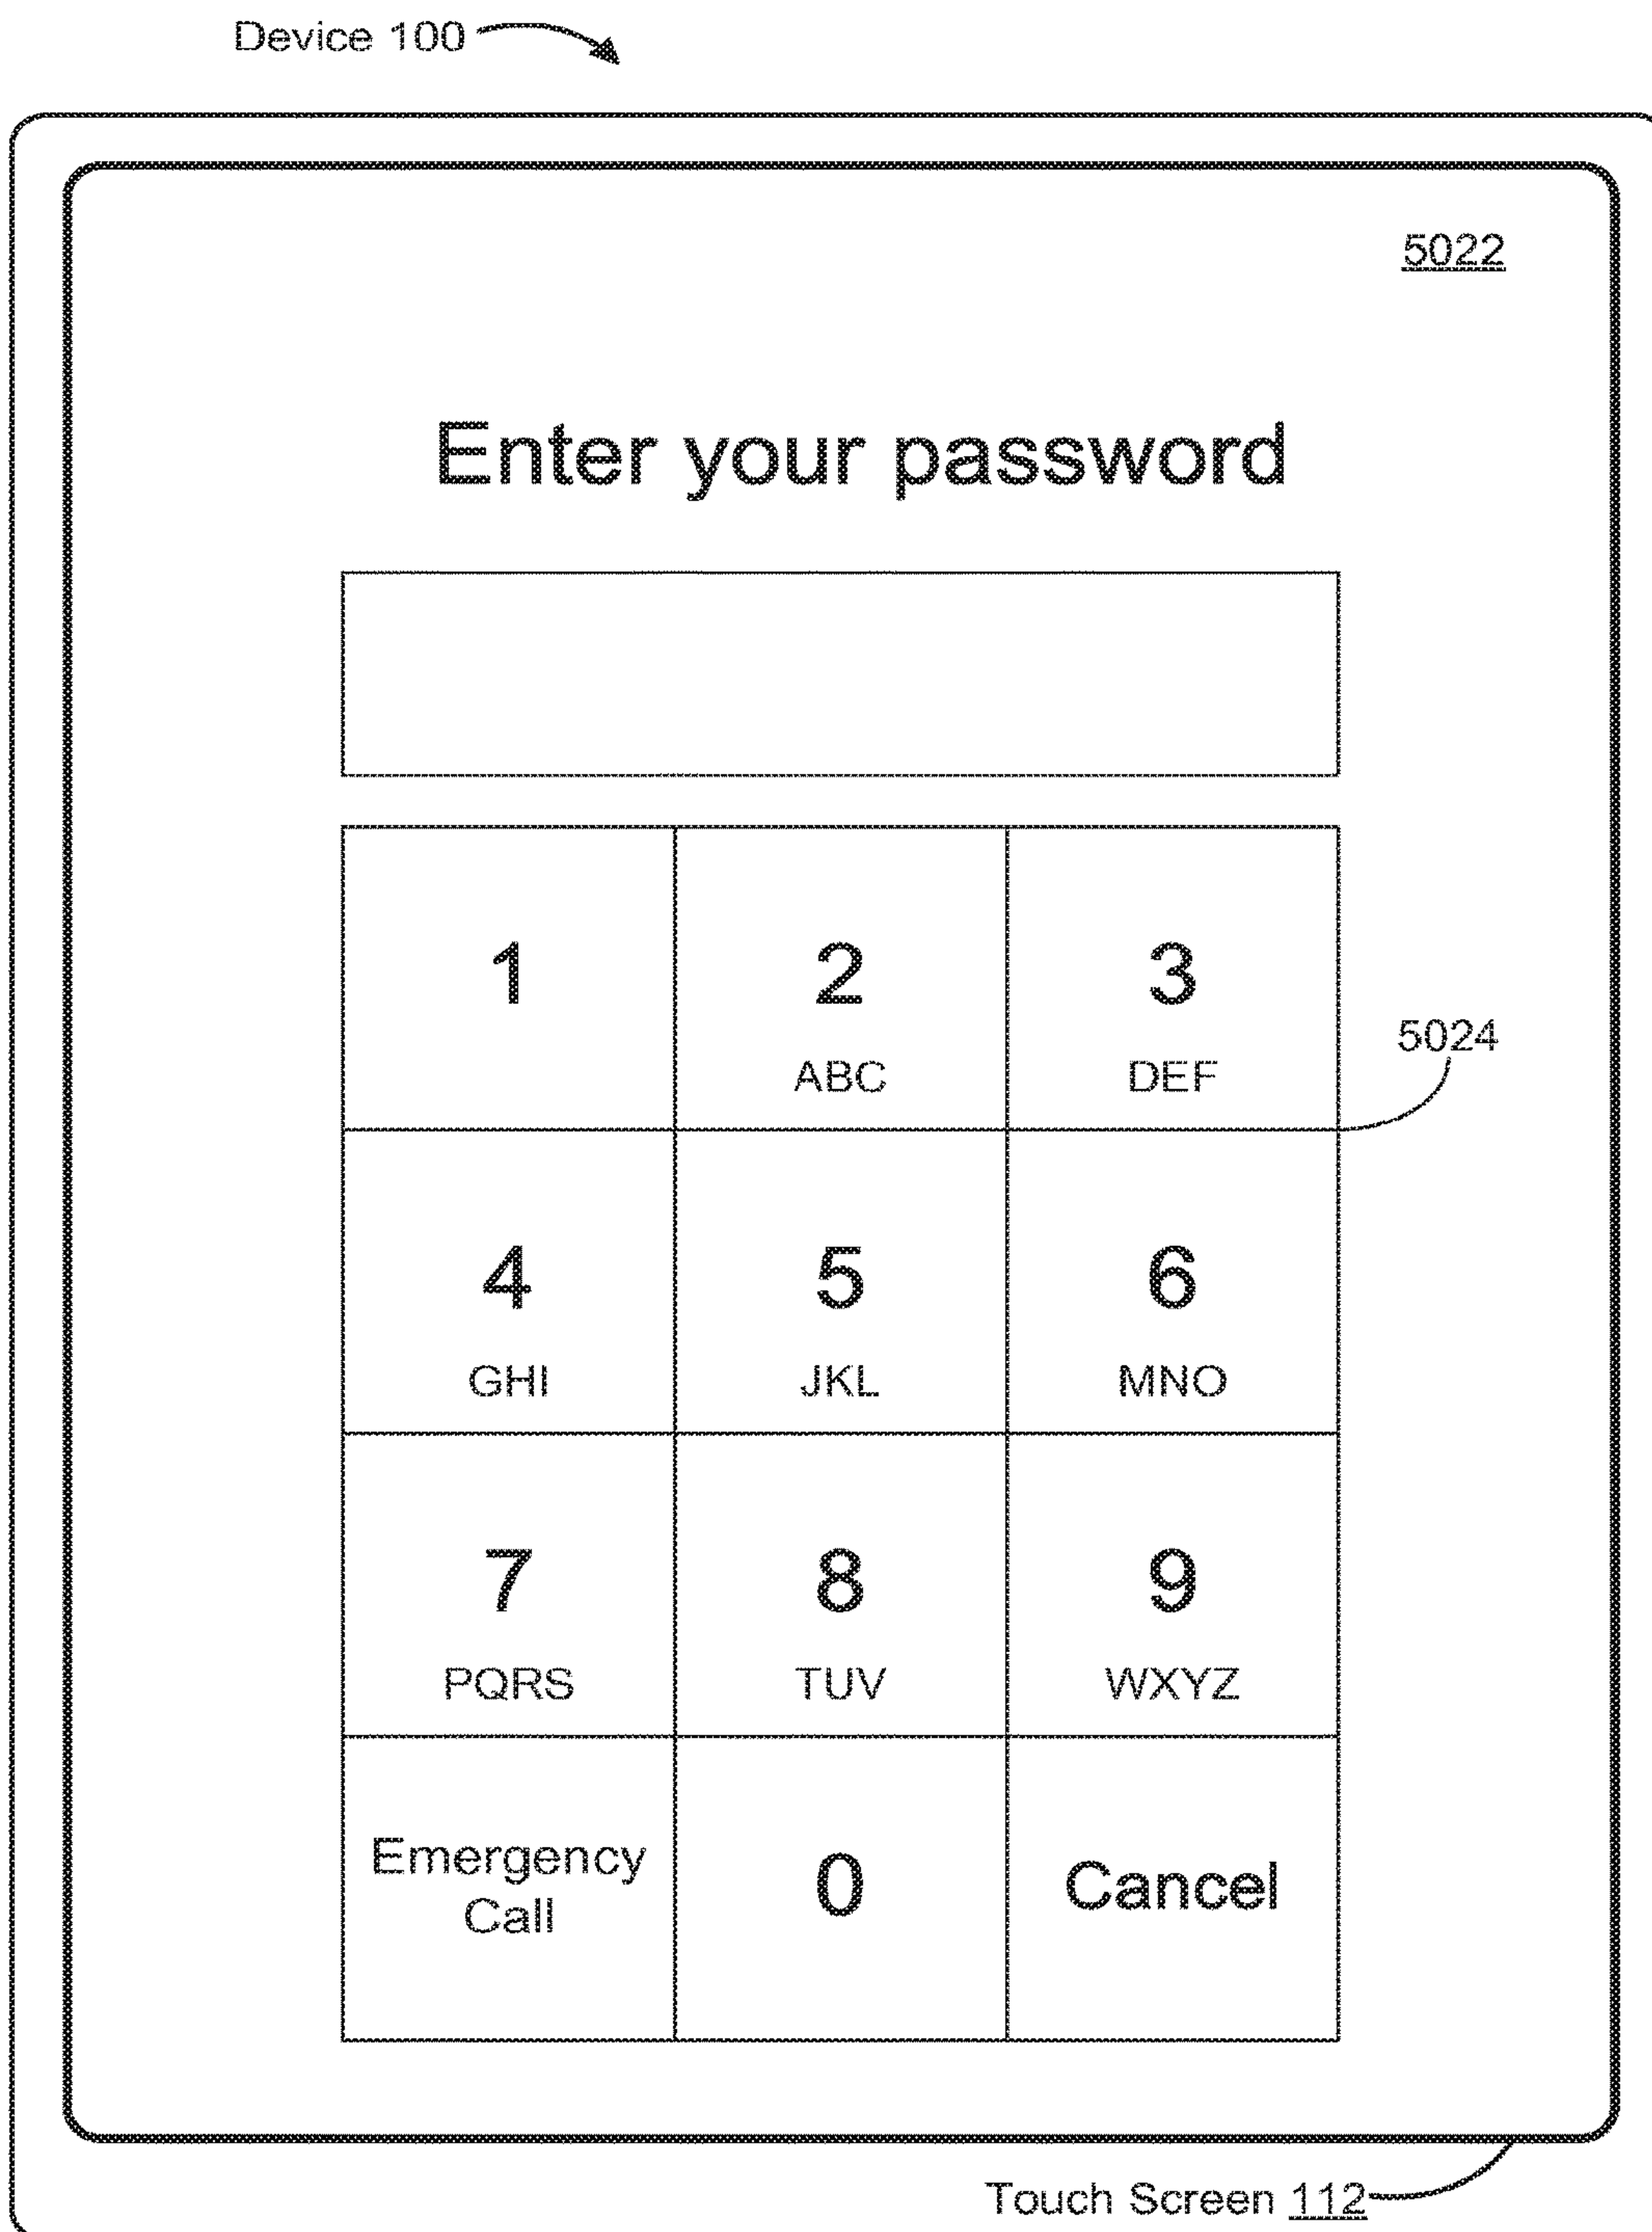 Device 100
5022
Enter your password
1 2 3
ABC DEF
5024
4 5 6
GHI JKL MNO
7 8 9
PQRS TUV WXYZ
Emergency
Call
0
Cancel
Touch Screen 112